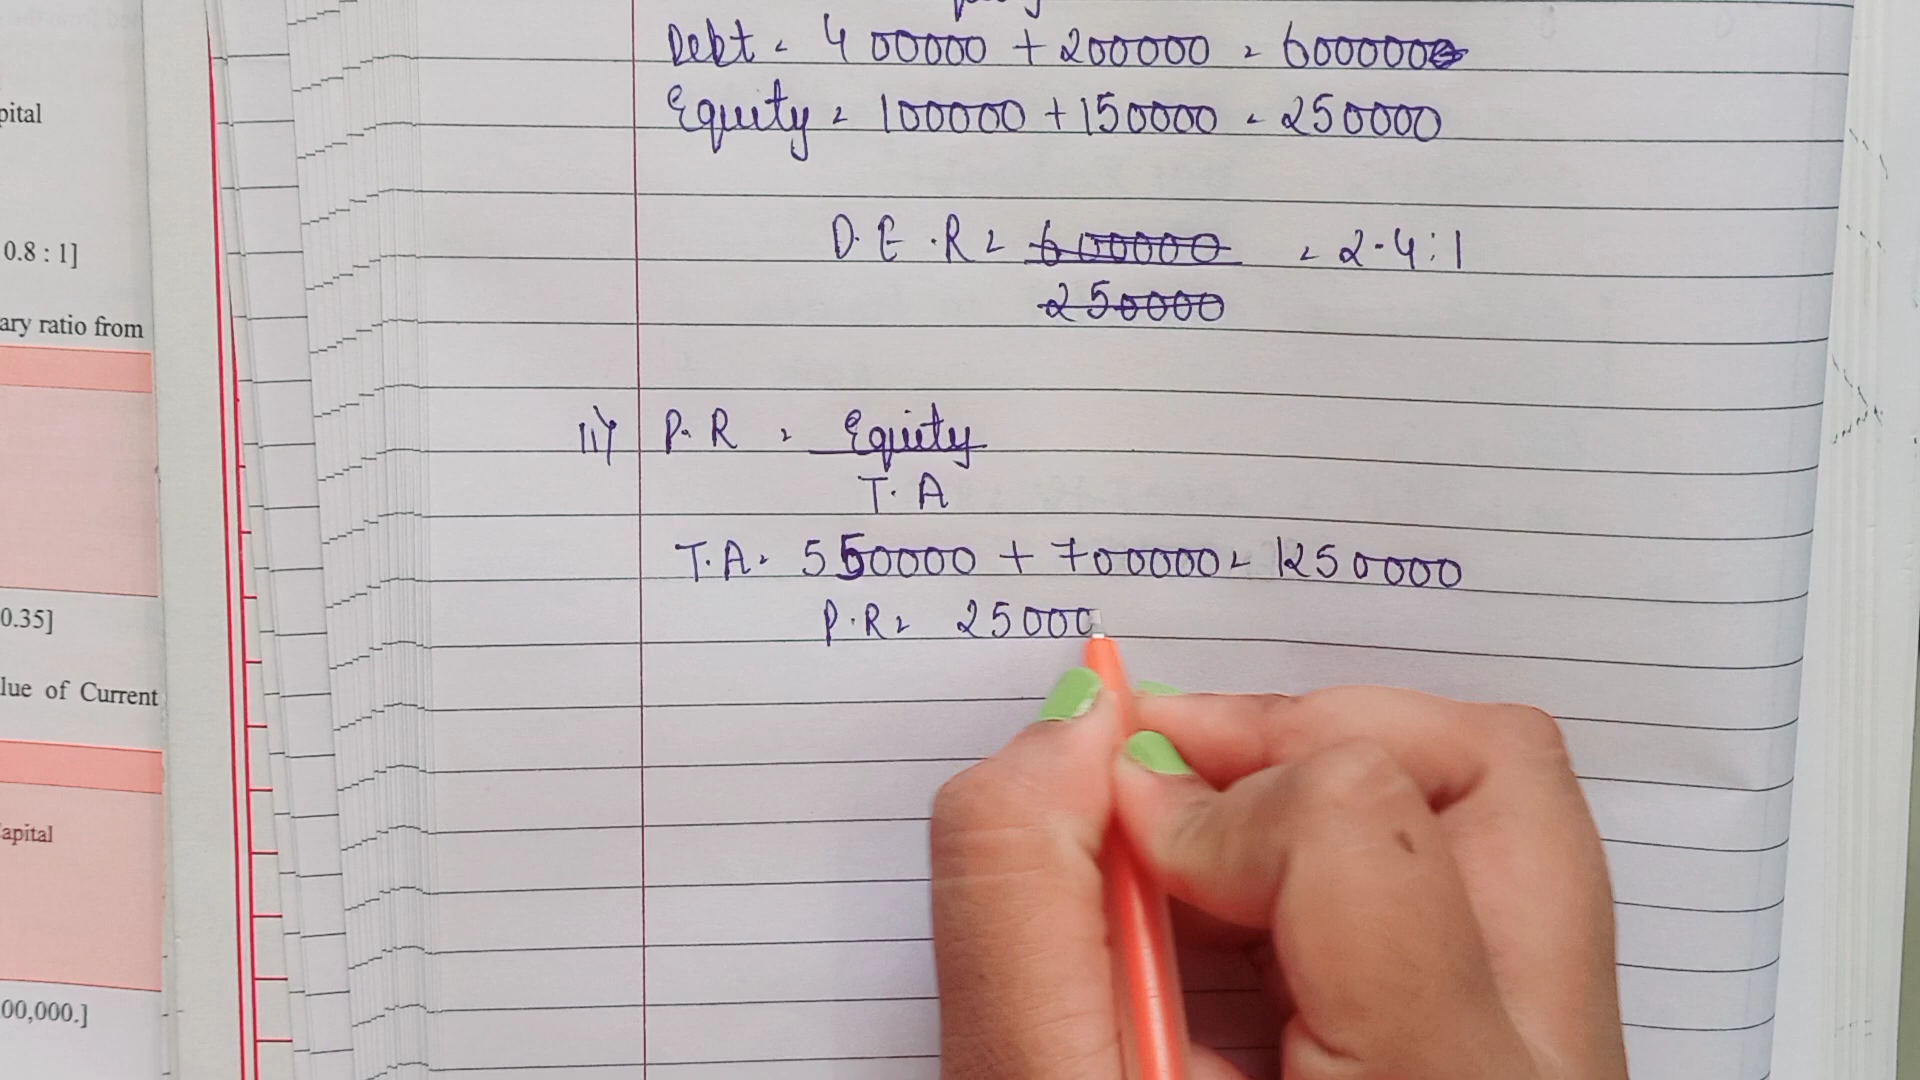 pital
0.8 : 1]
ary ratio from
0.35]
lue of Current
apital
00,000.]
Debt = 400000 + 200000 = 600000
Equity = 100000 + 150000 = 250000
D.E.R = 600000 = 2.4:1
250000
ii) P.R = Equity
T.A
T.A = 550000 + 700000 = 1250000
P.R = 25000